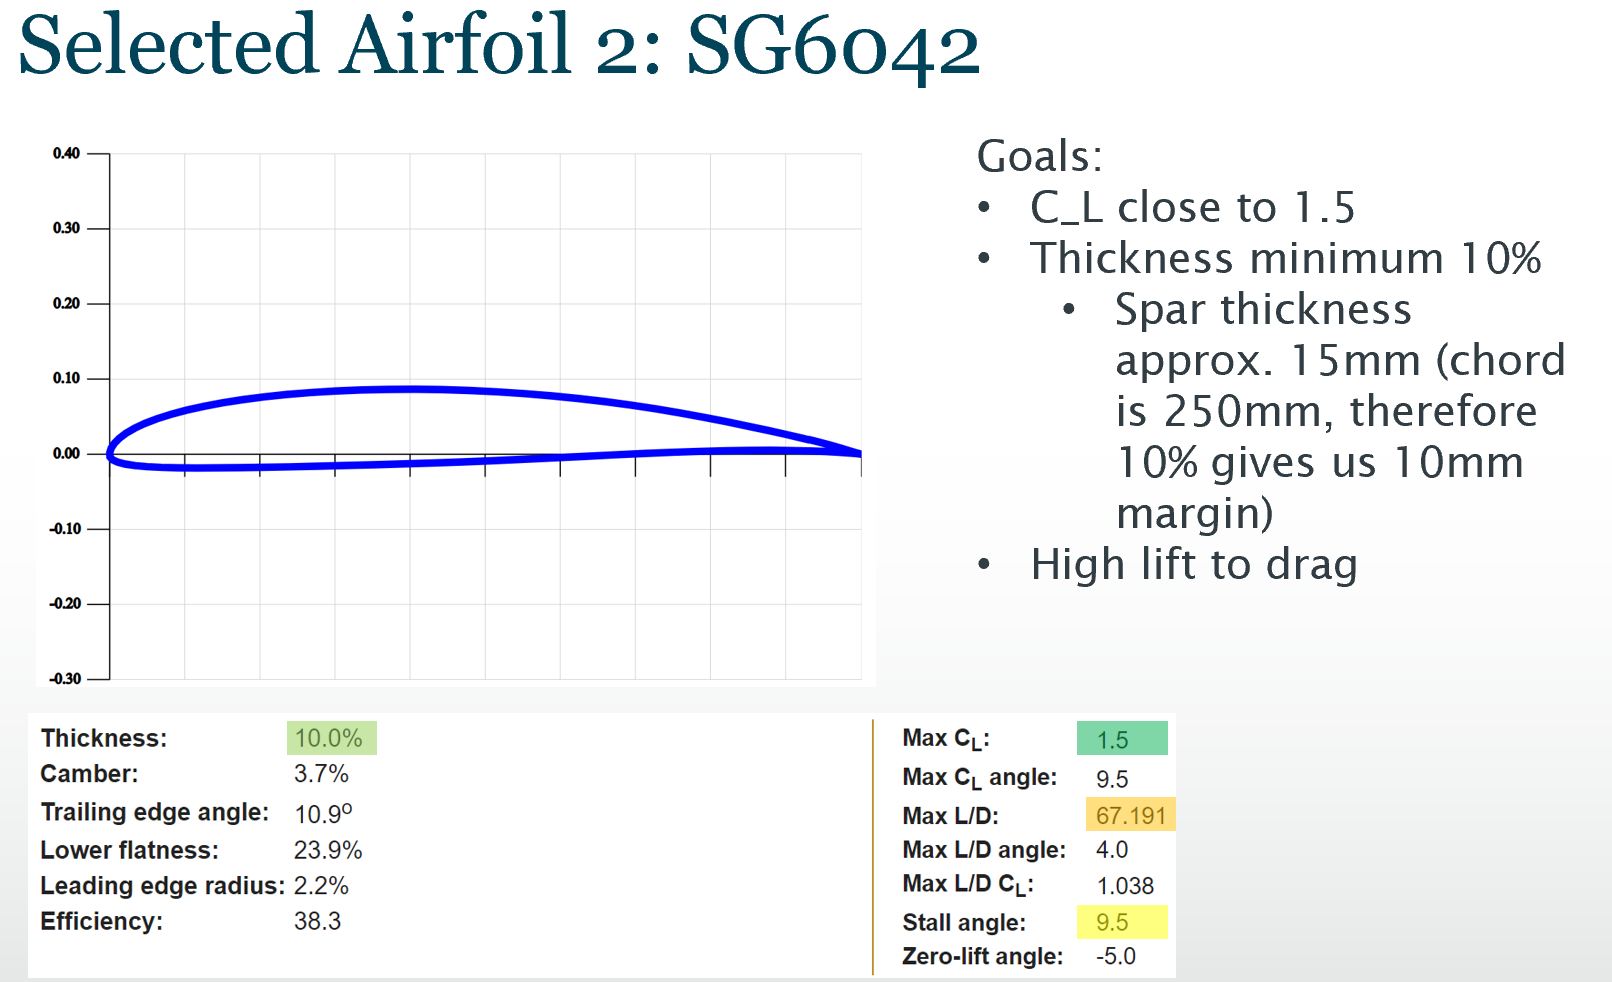 Selected Airfoil 2: SG6042
0.40
0.30
0.20
0.10
0.00
-0.10
-0.20
-0.30
Goals:
• C_L close to 1.5
• Thickness minimum 10%
• Spar thickness
approx. 15mm (chord
is 250mm, therefore
10% gives us 10mm
margin)
• High lift to drag
Thickness: 10.0%
Camber: 3.7%
Trailing edge angle: 10.9°
Lower flatness: 23.9%
Leading edge radius: 2.2%
Efficiency: 38.3
Max CL: 1.5
Max CL angle: 9.5
Max L/D: 67.191
Max L/D angle: 4.0
Max L/D CL: 1.038
Stall angle: 9.5
Zero-lift angle: -5.0